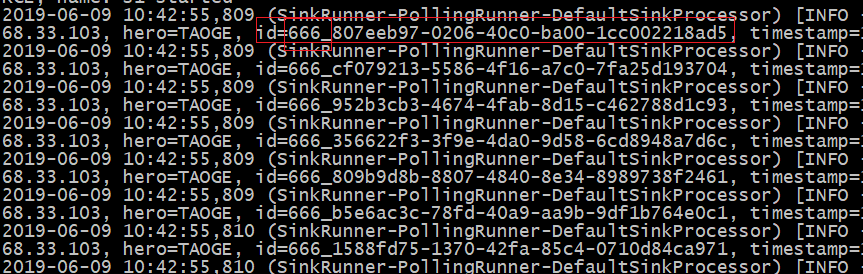 2019-06-09 10:42:55,809 (SinkRunner-PollingRunner-DefaultSinkProcessor) [INFO -
68.33.103, hero=TAOGE, id=666_807eeb97-0206-40c0-ba00-1cc002218ad5, timestamp=1
2019-06-09 10:42:55,809 (SinkRunner-PollingRunner-DefaultSinkProcessor) [INFO -
68.33.103, hero=TAOGE, id=666_cf079213-5586-4f16-a7c0-7fa25d193704, timestamp=1
2019-06-09 10:42:55,809 (SinkRunner-PollingRunner-DefaultSinkProcessor) [INFO -
68.33.103, hero=TAOGE, id=666_952b3cb3-4674-4fab-8d15-c462788d1c93, timestamp=1
2019-06-09 10:42:55,809 (SinkRunner-PollingRunner-DefaultSinkProcessor) [INFO -
68.33.103, hero=TAOGE, id=666_356622f3-3f9e-4da0-9d58-6cd8948a7d6c, timestamp=1
2019-06-09 10:42:55,809 (SinkRunner-PollingRunner-DefaultSinkProcessor) [INFO -
68.33.103, hero=TAOGE, id=666_809b9d8b-8807-4840-8e34-8989738f2461, timestamp=1
2019-06-09 10:42:55,809 (SinkRunner-PollingRunner-DefaultSinkProcessor) [INFO -
68.33.103, hero=TAOGE, id=666_b5e6ac3c-78fd-40a9-aa9b-9df1b764e0c1, timestamp=1
2019-06-09 10:42:55,810 (SinkRunner-PollingRunner-DefaultSinkProcessor) [INFO -
68.33.103, hero=TAOGE, id=666_1588fd75-1370-42fa-85c4-0710d84ca971, timestamp=1
2019-06-09 10:42:55,810 (SinkRunner-PollingRunner-DefaultSinkProcessor) [INFO -